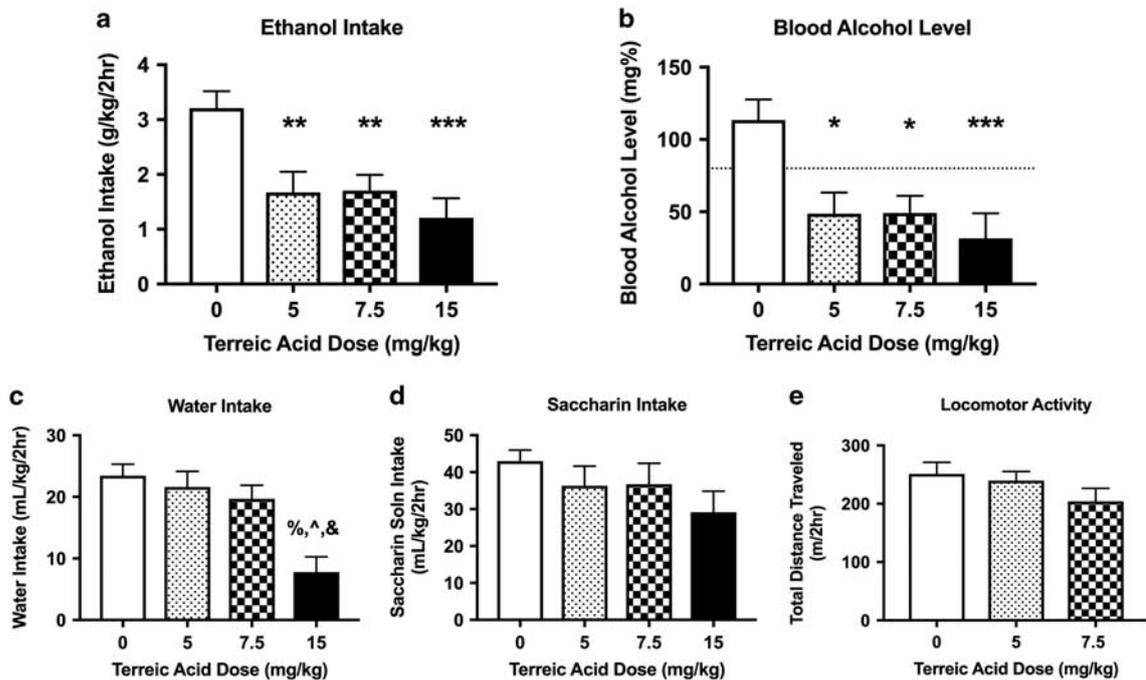 a
Ethanol Intake
Ethanol Intake (g/kg/2hr)
4
3
2
1
0
**
**
***
0 5 7.5 15
Terreic Acid Dose (mg/kg)
b
Blood Alcohol Level
Blood Alcohol Level (mg%)
150
100
50
0
*
*
***
0 5 7.5 15
Terreic Acid Dose (mg/kg)
c
Water Intake
Water Intake (mL/kg/2hr)
30
20
10
0
%,^,&
0 5 7.5 15
Terreic Acid Dose (mg/kg)
d
Saccharin Intake
Saccharin Soln Intake
(mL/kg/2hr)
50
40
30
20
10
0
0 5 7.5 15
Terreic Acid Dose (mg/kg)
e
Locomotor Activity
Total Distance Traveled
(m/2hr)
300
200
100
0
0 5 7.5
Terreic Acid Dose (mg/kg)